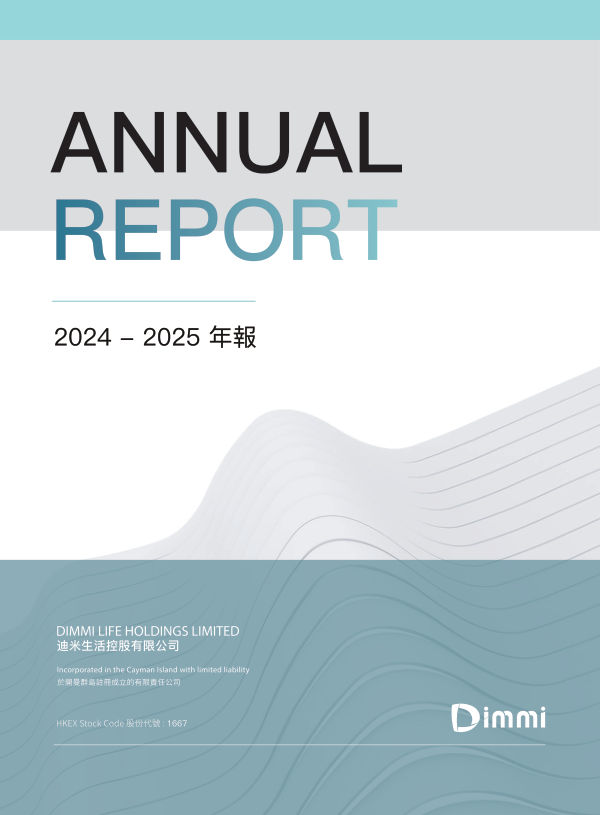 ANNUAL
REPORT
2024 – 2025 年報
DIMMI LIFE HOLDINGS LIMITED
迪米生活控股有限公司
Incorporated in the Cayman Island with limited liability
於開曼群島註冊成立的有限責任公司
HKEX Stock Code 股份代號 : 1667
Dimmi